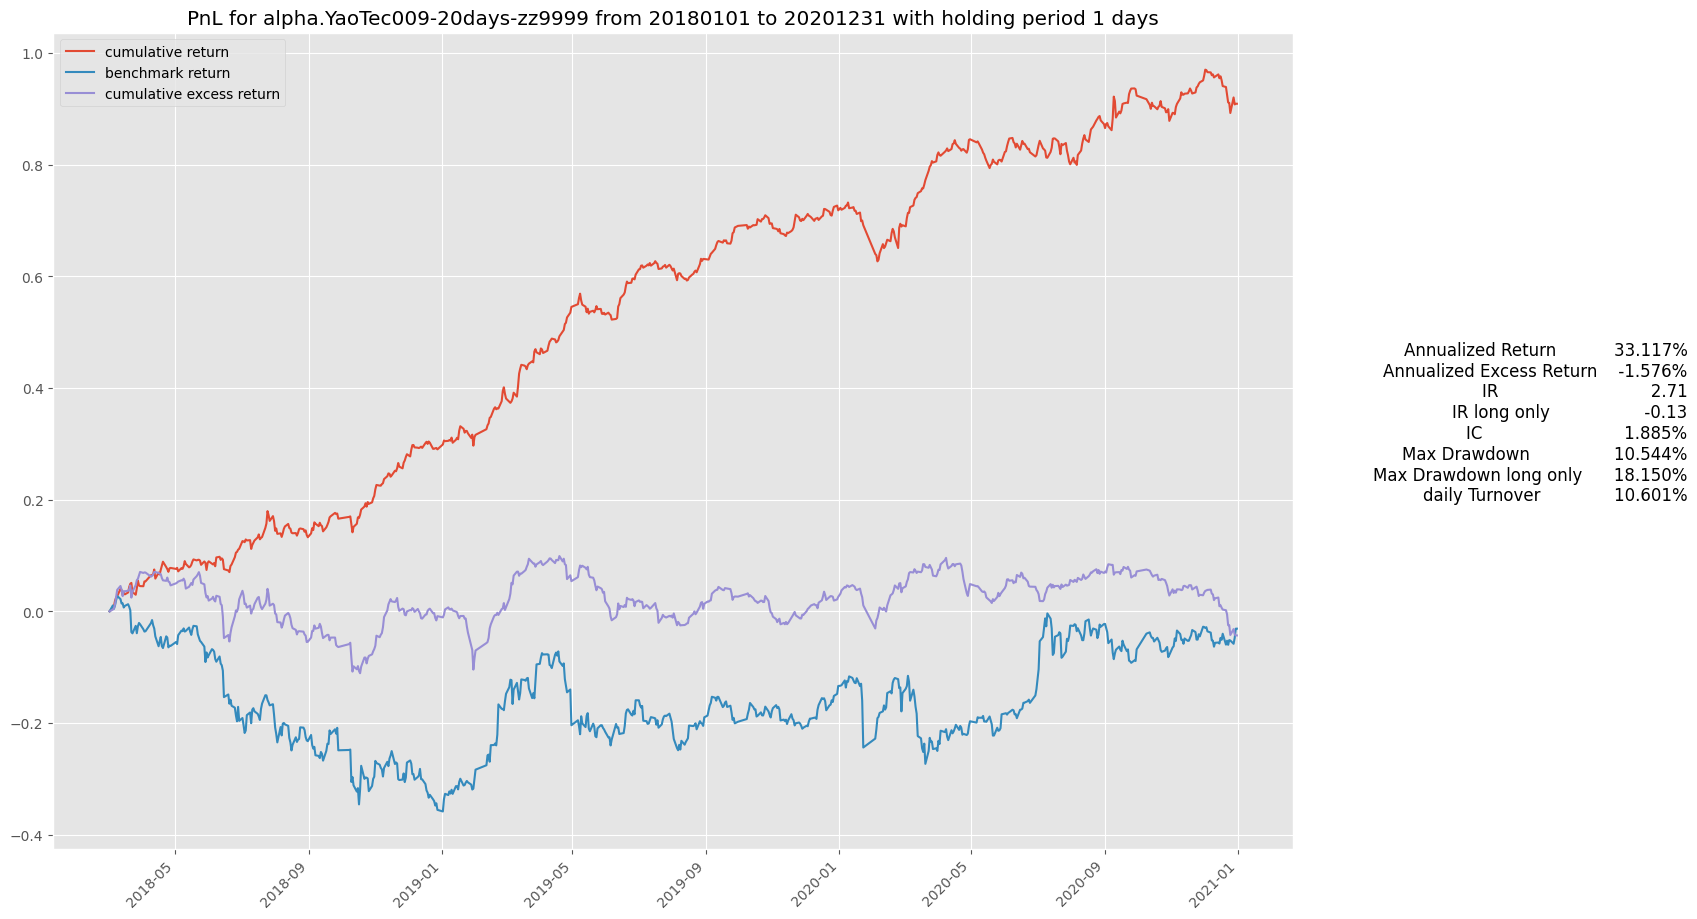 PnL for alpha.YaoTec009-20days-zz9999 from 20180101 to 20201231 with holding period 1 days
cumulative return
benchmark return
cumulative excess return
1.0
0.8
0.6
0.4
0.2
0.0
−0.2
−0.4
2018-05
2018-09
2019-01
2019-05
2019-09
2020-01
2020-05
2020-09
2021-01
Annualized Return 33.117%
Annualized Excess Return -1.576%
IR 2.71
IR long only -0.13
IC 1.885%
Max Drawdown 10.544%
Max Drawdown long only 18.150%
daily Turnover 10.601%